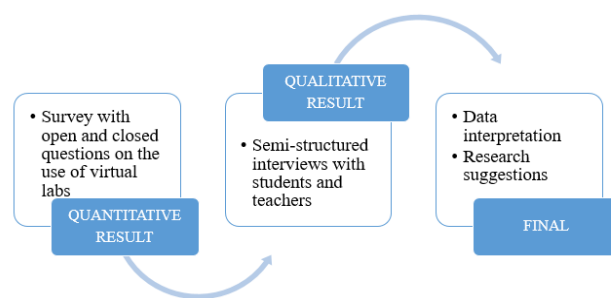 • Survey with
open and closed
questions on the
use of virtual
labs
QUANTITATIVE
RESULT
QUALITATIVE
RESULT
• Semi-structured
interviews with
students and
teachers
• Data
interpretation
• Research
suggestions
FINAL